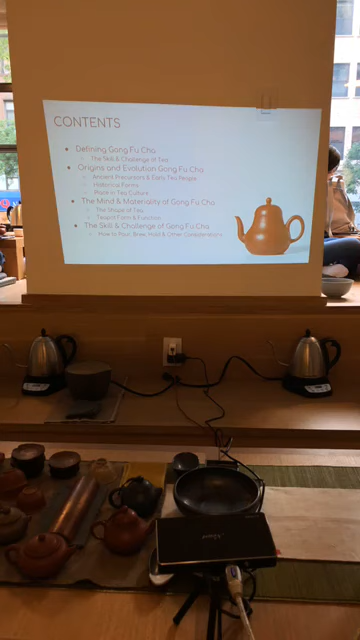 CONTENTS
Defining Gong Fu Cha
The Skill & Challenge of Tea
Origins and Evolution Gong Fu Cha
Ancient Precursors & Early Tea People
Historical Forms
Place in Tea Culture
The Mind & Materiality of Gong Fu Cha
The Shape of Tea
Teapot Form & Function
The Skill & Challenge of Gong Fu Cha
How to Pour, Brew, Hold & Other Considerations